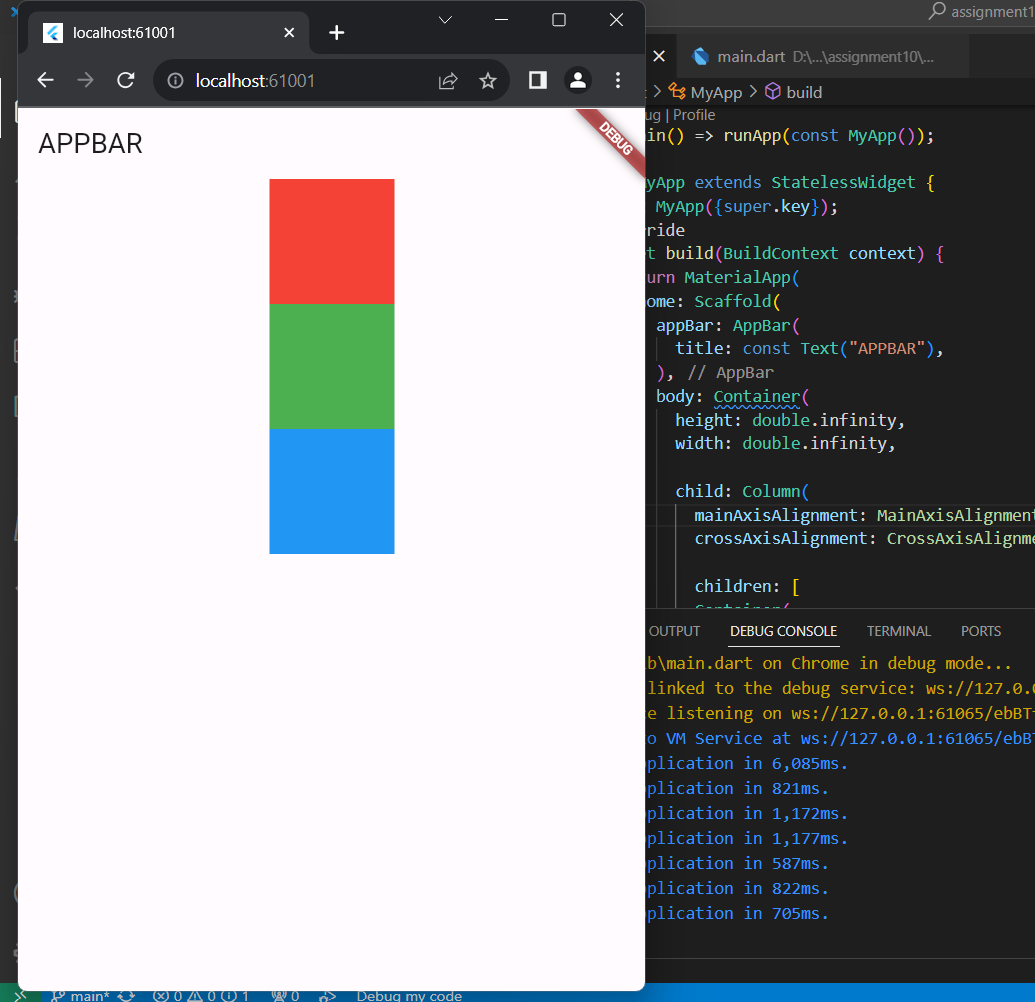 localhost:61001
assignment1
main.dart D:\...\assignment10\...
localhost:61001
MyApp > build
ug | Profile
APPBAR
DEBUG
in() => runApp(const MyApp());
yApp extends StatelessWidget {
MyApp({super.key});
ride
t build(BuildContext context) {
urn MaterialApp(
ome: Scaffold(
appBar: AppBar(
title: const Text("APPBAR"),
), // AppBar
body: Container(
height: double.infinity,
width: double.infinity,
child: Column(
mainAxisAlignment: MainAxisAlignment
crossAxisAlignment: CrossAxisAlignme
children: [
Container(
OUTPUT DEBUG CONSOLE TERMINAL PORTS
b\main.dart on Chrome in debug mode...
linked to the debug service: ws://127.0.0
e listening on ws://127.0.0.1:61065/ebBT
o VM Service at ws://127.0.0.1:61065/ebBT
plication in 6,085ms.
plication in 821ms.
plication in 1,172ms.
plication in 1,177ms.
plication in 587ms.
plication in 822ms.
plication in 705ms.
main* 0 0 1 0 Debug my code